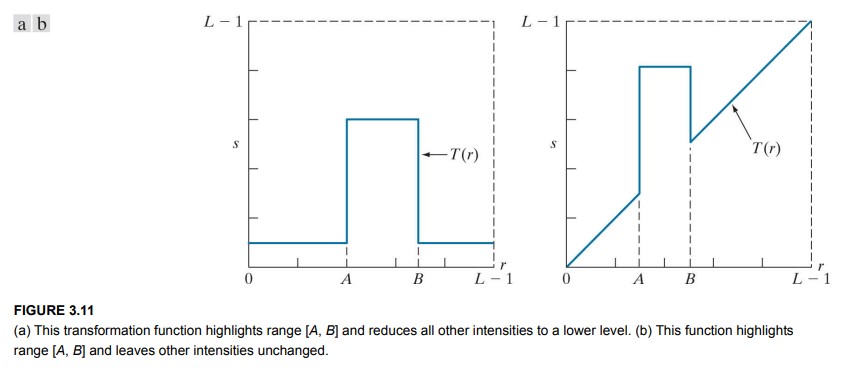 a b
L – 1
s
T(r)
r
0
A
B
L – 1
L – 1
s
T(r)
r
0
A
B
L – 1
FIGURE 3.11
(a) This transformation function highlights range [A, B] and reduces all other intensities to a lower level. (b) This function highlights
range [A, B] and leaves other intensities unchanged.